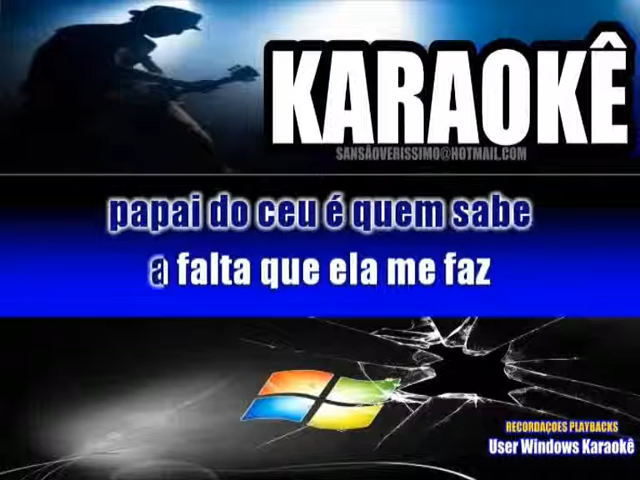 KARAOKÊ
SANSÃOVERISSIMO@HOTMAIL.COM
papai do ceu é quem sabe
a falta que ela me faz
RECORDAÇOES PLAYBACKS
User Windows Karaokê